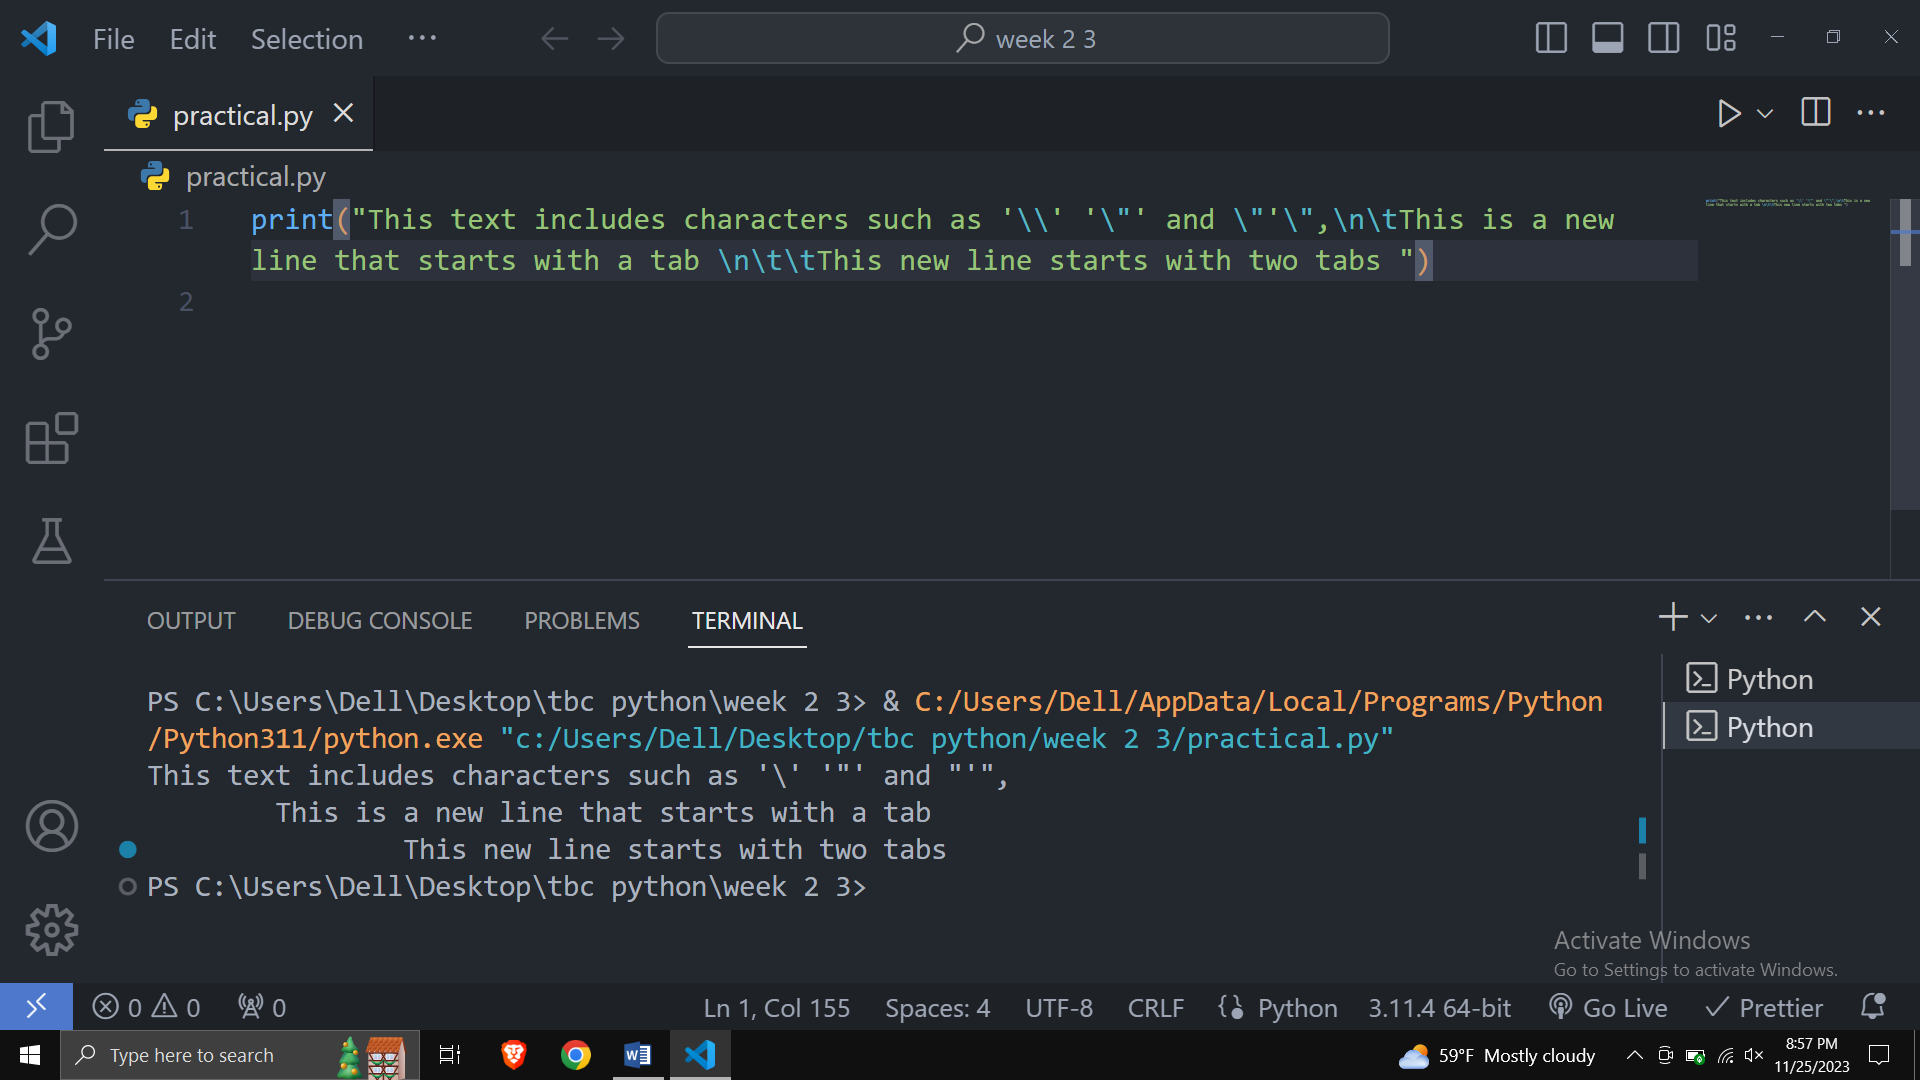 File Edit Selection ··· week 2 3
practical.py
practical.py
1 print("This text includes characters such as '\\' '\"' and \"'\",\n\tThis is a new
line that starts with a tab \n\t\tThis new line starts with two tabs ")
2
OUTPUT DEBUG CONSOLE PROBLEMS TERMINAL
PS C:\Users\Dell\Desktop\tbc python\week 2 3> & C:/Users/Dell/AppData/Local/Programs/Python
/Python311/python.exe "c:/Users/Dell/Desktop/tbc python/week 2 3/practical.py"
This text includes characters such as '\' '"' and "'",
        This is a new line that starts with a tab
                This new line starts with two tabs
PS C:\Users\Dell\Desktop\tbc python\week 2 3>
Python
Python
Activate Windows
Go to Settings to activate Windows.
0 0 0 Ln 1, Col 155 Spaces: 4 UTF-8 CRLF {} Python 3.11.4 64-bit Go Live Prettier
Type here to search 59°F Mostly cloudy 8:57 PM
11/25/2023